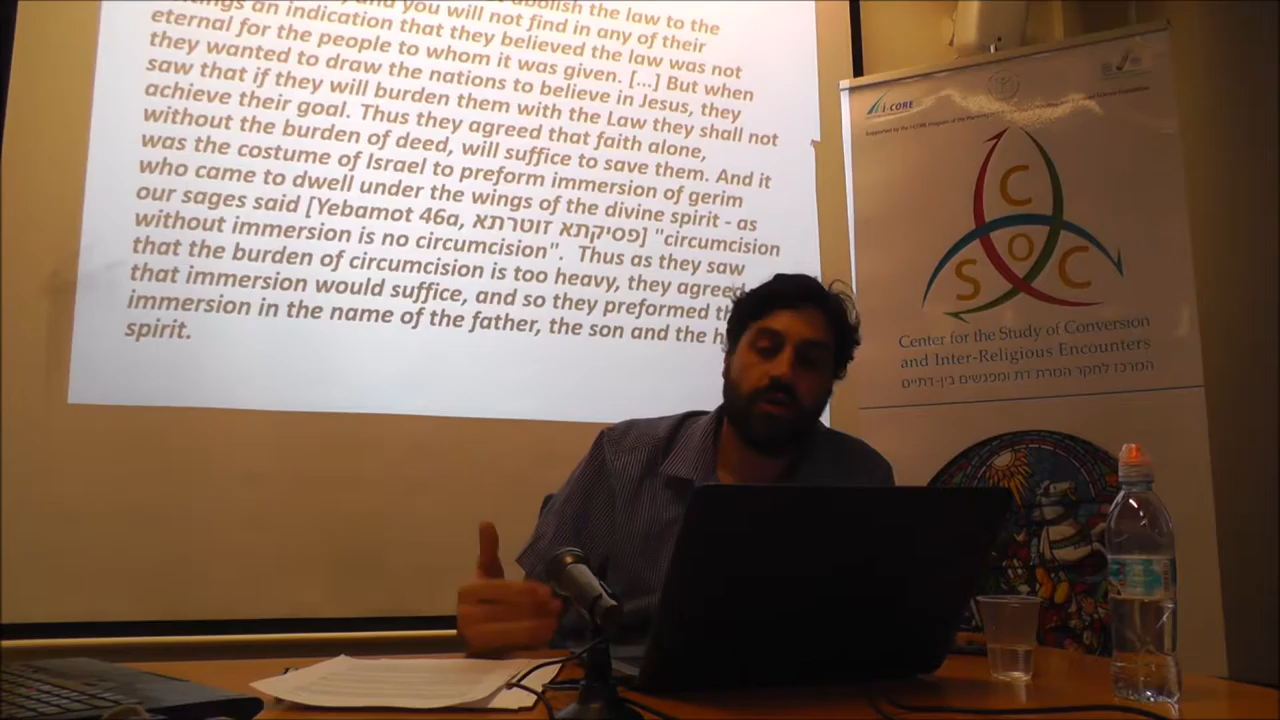 abolish the law to the
and you will not find in any of their
an indication that they believed the law was not
eternal for the people to whom it was given. [...] But when
they wanted to draw the nations to believe in Jesus, they
saw that if they will burden them with the Law they shall not
achieve their goal. Thus they agreed that faith alone,
without the burden of deed, will suffice to save them. And it
was the costume of Israel to preform immersion of gerim
who came to dwell under the wings of the divine spirit - as
our sages said [Yebamot 46a, פסיקתא זוטרתא] "circumcision
without immersion is no circumcision". Thus as they saw
that the burden of circumcision is too heavy, they agreed
that immersion would suffice, and so they preformed
immersion in the name of the father, the son and the
spirit.
i-CORE
Supported by the I-CORE Program of the
C
S O C
Center for the Study of Conversion
and Inter-Religious Encounters
המרכז לחקר המרת דת ומפגשים בין-דתיים